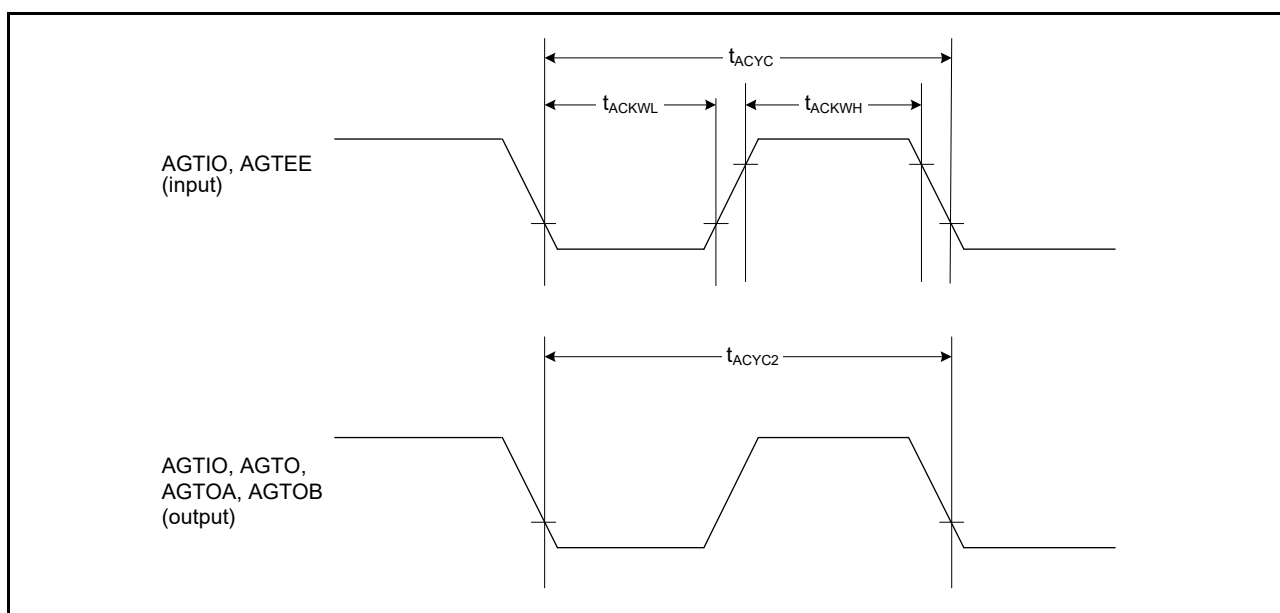 tACYC
tACKWL
tACKWH
AGTIO, AGTEE
(input)
tACYC2
AGTIO, AGTO,
AGTOA, AGTOB
(output)